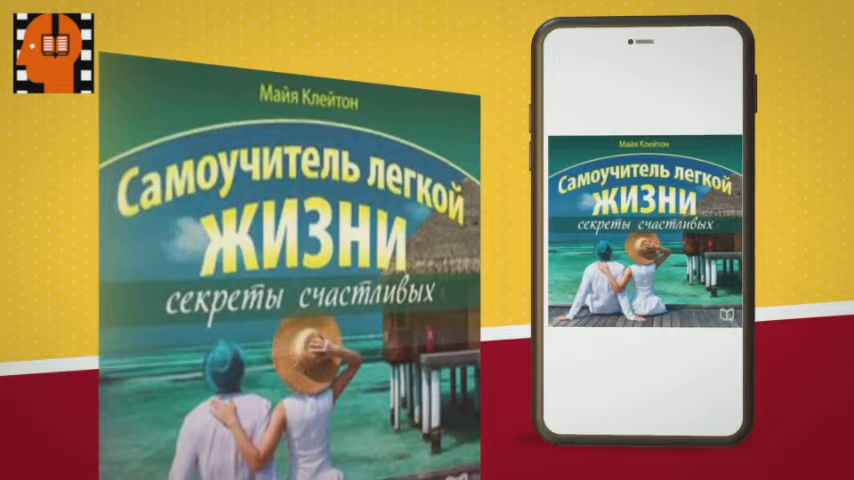 Майя Клейтон
Самоучитель легкой
жизни
секреты счастливых
Майя Клейтон
Самоучитель легкой
жизни
секреты счастливых